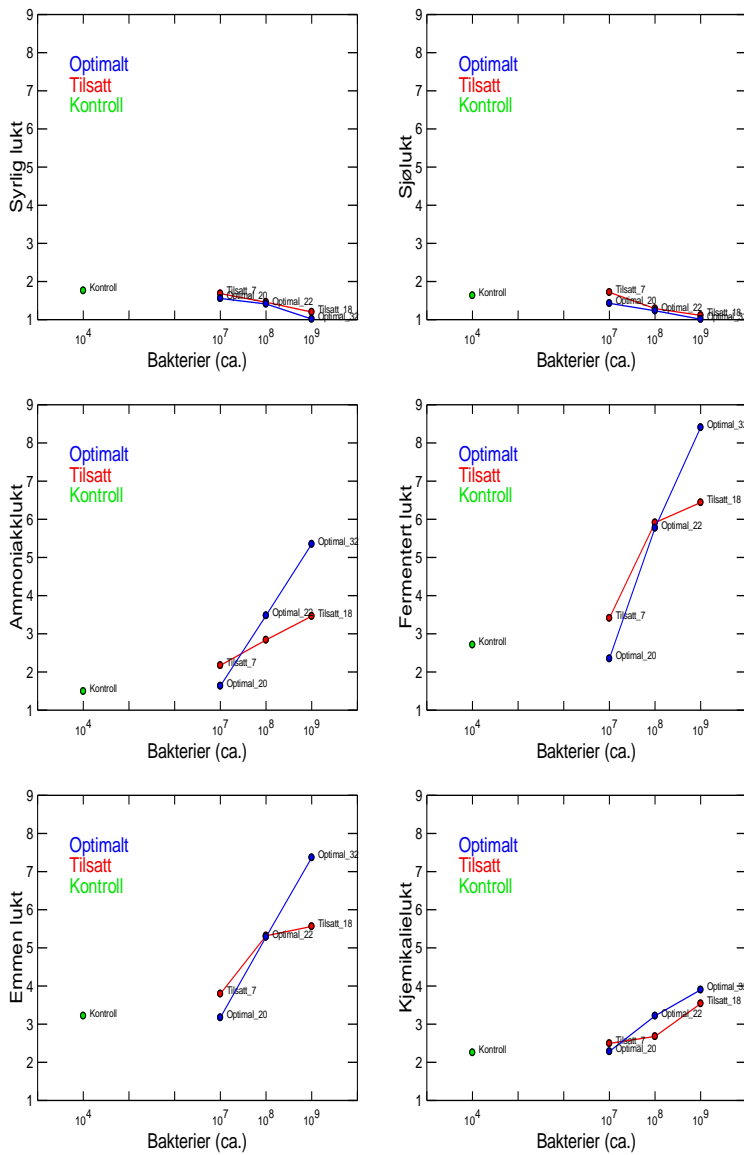 Syrlig lukt
9
8
7
6
5
4
3
2
1
Optimalt
Tilsatt
Kontroll
Kontroll
Tilsatt_7
Optimal_20
Optimal_22
Tilsatt_18
Optimal_32
10^4 10^7 10^8 10^9
Bakterier (ca.)
Sjølukt
9
8
7
6
5
4
3
2
1
Optimalt
Tilsatt
Kontroll
Kontroll
Tilsatt_7
Optimal_20
Optimal_22
Tilsatt_18
10^4 10^7 10^8 10^9
Bakterier (ca.)
Ammoniakklukt
9
8
7
6
5
4
3
2
1
Optimalt
Tilsatt
Kontroll
Optimal_32
Optimal_22
Tilsatt_18
Tilsatt_7
Kontroll
Optimal_20
10^4 10^7 10^8 10^9
Bakterier (ca.)
Fermentert lukt
9
8
7
6
5
4
3
2
1
Optimalt
Tilsatt
Kontroll
Optimal_32
Tilsatt_18
Optimal_22
Tilsatt_7
Kontroll
Optimal_20
10^4 10^7 10^8 10^9
Bakterier (ca.)
Emmen lukt
9
8
7
6
5
4
3
2
1
Optimalt
Tilsatt
Kontroll
Optimal_32
Tilsatt_18
Optimal_22
Tilsatt_7
Kontroll
Optimal_20
10^4 10^7 10^8 10^9
Bakterier (ca.)
Kjemikalielukt
9
8
7
6
5
4
3
2
1
Optimalt
Tilsatt
Kontroll
Optimal_32
Tilsatt_18
Optimal_22
Tilsatt_7
Kontroll
Optimal_20
10^4 10^7 10^8 10^9
Bakterier (ca.)